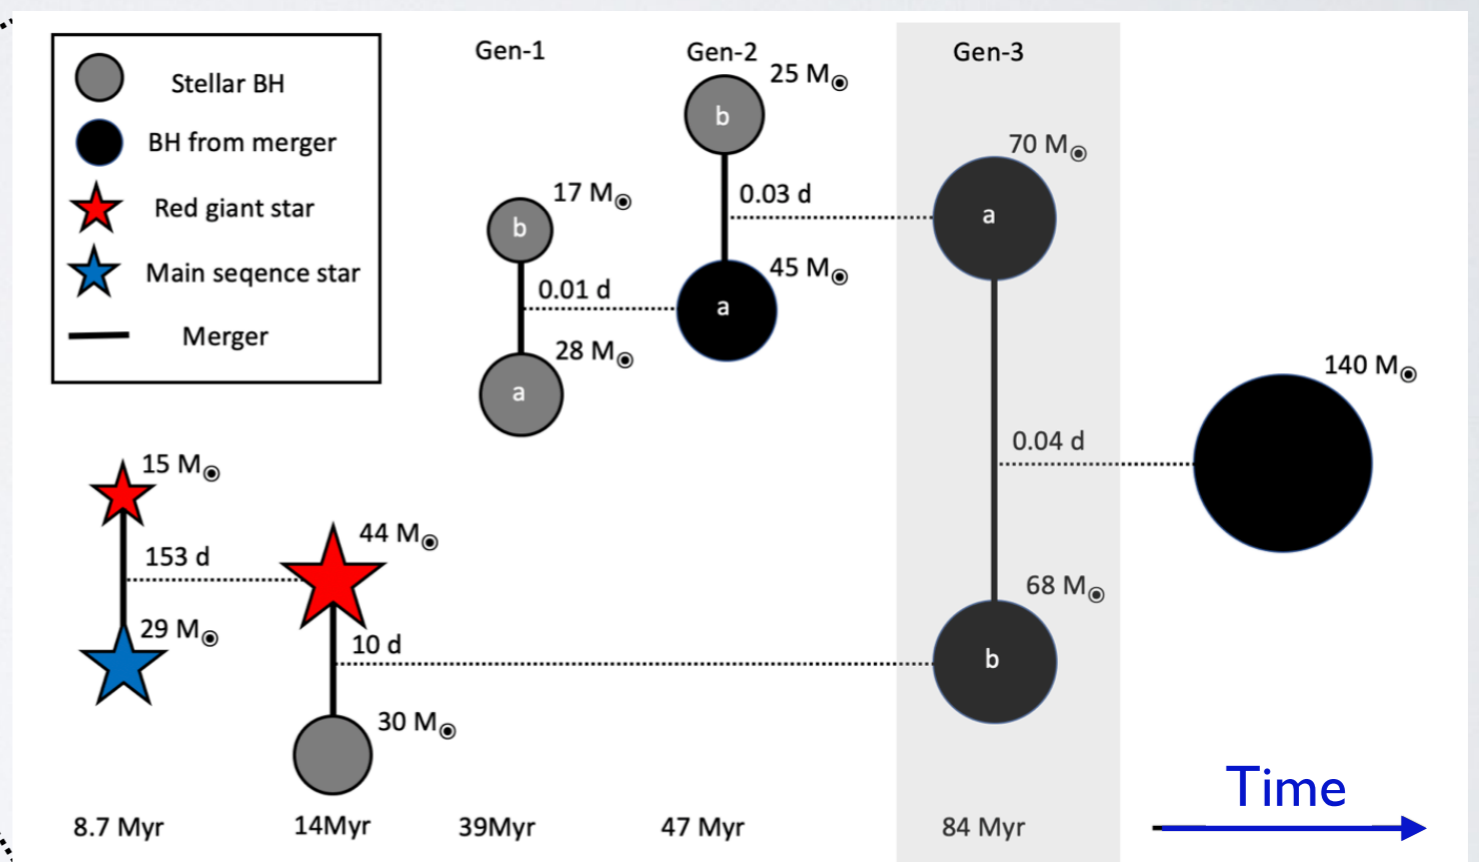 Gen-1
Gen-2
Gen-3
Stellar BH
BH from merger
Red giant star
Main seqence star
Merger
25 M☉
b
0.03 d
45 M☉
a
17 M☉
b
0.01 d
28 M☉
a
70 M☉
a
0.04 d
140 M☉
68 M☉
b
15 M☉
153 d
29 M☉
44 M☉
10 d
30 M☉
Time
8.7 Myr
14Myr
39Myr
47 Myr
84 Myr